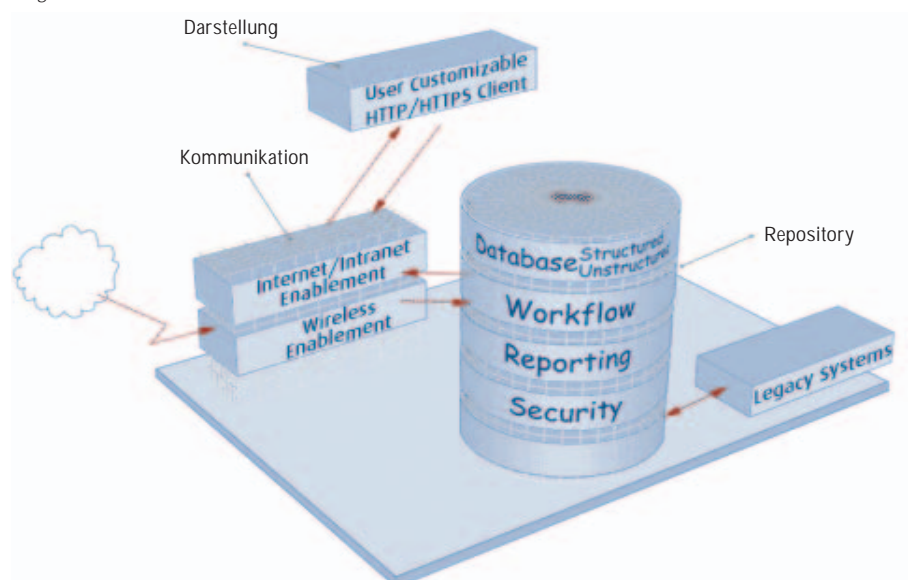 Darstellung
User Customizable
HTTP/HTTPS Client
Kommunikation
Internet/Intranet
Enablement
Wireless
Enablement
Database Structured
Unstructured
Repository
Workflow
Reporting
Security
Legacy Systems